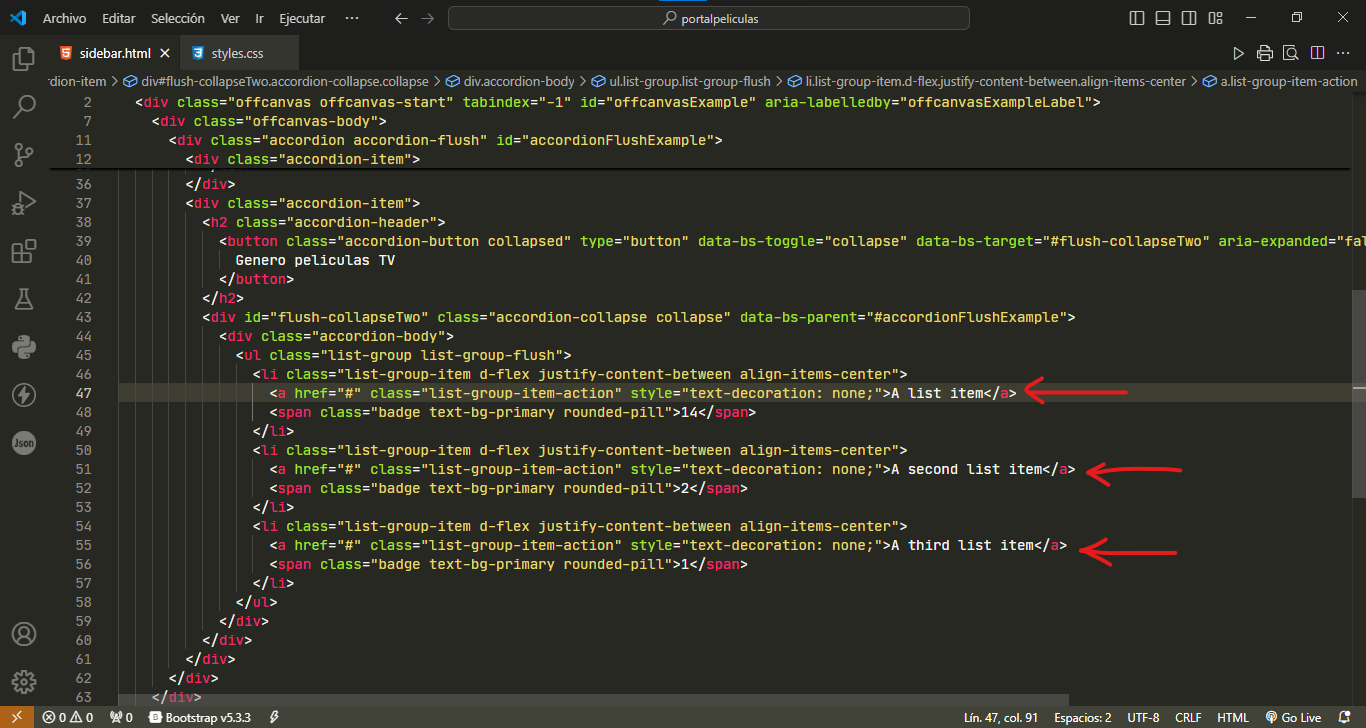 Archivo Editar Selección Ver Ir Ejecutar ··· portalpeliculas
sidebar.html styles.css
rdion-item > div#flush-collapseTwo.accordion-collapse.collapse > div.accordion-body > ul.list-group.list-group-flush > li.list-group-item.d-flex.justify-content-between.align-items-center > a.list-group-item-action
2 <div class="offcanvas offcanvas-start" tabindex="-1" id="offcanvasExample" aria-labelledby="offcanvasExampleLabel">
7 <div class="offcanvas-body">
11 <div class="accordion accordion-flush" id="accordionFlushExample">
12 <div class="accordion-item">
36 </div>
37 <div class="accordion-item">
38 <h2 class="accordion-header">
39 <button class="accordion-button collapsed" type="button" data-bs-toggle="collapse" data-bs-target="#flush-collapseTwo" aria-expanded="fal
40 Genero peliculas TV
41 </button>
42 </h2>
43 <div id="flush-collapseTwo" class="accordion-collapse collapse" data-bs-parent="#accordionFlushExample">
44 <div class="accordion-body">
45 <ul class="list-group list-group-flush">
46 <li class="list-group-item d-flex justify-content-between align-items-center">
47 <a href="#" class="list-group-item-action" style="text-decoration: none;">A list item</a>
48 <span class="badge text-bg-primary rounded-pill">14</span>
49 </li>
50 <li class="list-group-item d-flex justify-content-between align-items-center">
51 <a href="#" class="list-group-item-action" style="text-decoration: none;">A second list item</a>
52 <span class="badge text-bg-primary rounded-pill">2</span>
53 </li>
54 <li class="list-group-item d-flex justify-content-between align-items-center">
55 <a href="#" class="list-group-item-action" style="text-decoration: none;">A third list item</a>
56 <span class="badge text-bg-primary rounded-pill">1</span>
57 </li>
58 </ul>
59 </div>
60 </div>
61 </div>
62 </div>
63 </div>
Json
0 0 0 Bootstrap v5.3.3 Lín. 47, col. 91 Espacios: 2 UTF-8 CRLF HTML Go Live